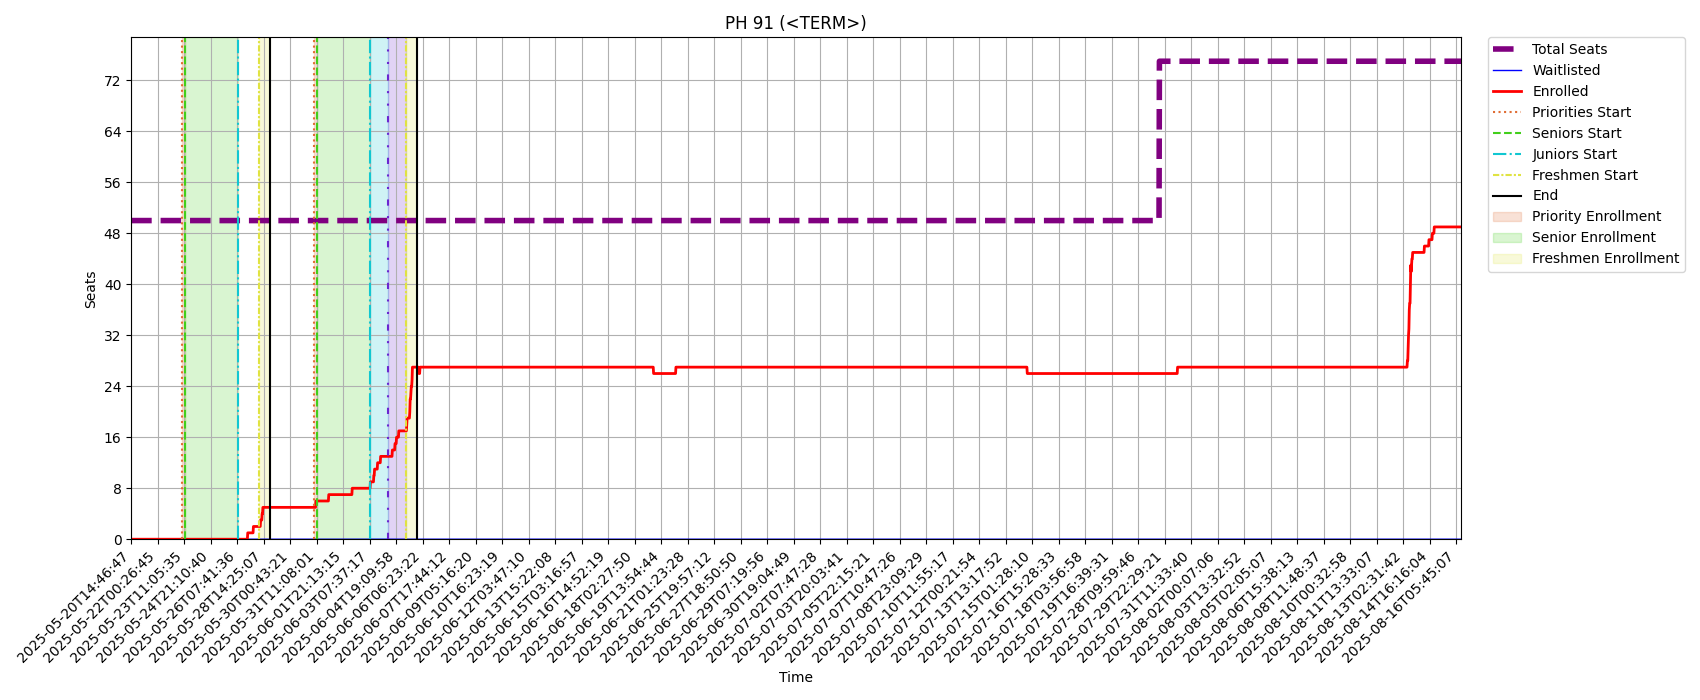 PH 91 (<TERM>)
Total Seats
Waitlisted
Enrolled
Priorities Start
Seniors Start
Juniors Start
Freshmen Start
End
Priority Enrollment
Senior Enrollment
Freshmen Enrollment
Seats
72
64
56
48
40
32
24
16
8
0
2025-05-20T14:46:47
2025-05-22T00:26:45
2025-05-23T11:05:35
2025-05-24T21:10:40
2025-05-26T07:41:36
2025-05-28T14:25:07
2025-05-30T00:43:21
2025-05-31T11:08:01
2025-06-01T21:13:15
2025-06-03T07:37:17
2025-06-04T19:09:58
2025-06-06T06:23:22
2025-06-07T17:44:12
2025-06-09T05:16:20
2025-06-10T16:23:19
2025-06-12T03:47:10
2025-06-13T15:22:08
2025-06-15T03:16:57
2025-06-16T14:52:19
2025-06-18T02:27:50
2025-06-19T13:54:44
2025-06-21T01:23:28
2025-06-25T19:57:12
2025-06-27T18:50:50
2025-06-29T07:19:56
2025-06-30T19:04:49
2025-07-02T07:47:28
2025-07-03T20:03:41
2025-07-05T22:15:21
2025-07-07T10:47:26
2025-07-08T23:09:29
2025-07-10T11:55:17
2025-07-12T00:21:54
2025-07-13T13:17:52
2025-07-15T01:28:10
2025-07-16T15:28:33
2025-07-18T03:56:58
2025-07-19T16:39:31
2025-07-28T09:59:46
2025-07-29T22:29:21
2025-07-31T11:33:40
2025-08-02T00:07:06
2025-08-03T13:32:52
2025-08-05T02:05:07
2025-08-06T15:38:13
2025-08-08T11:48:37
2025-08-10T00:32:58
2025-08-11T13:33:07
2025-08-13T02:31:42
2025-08-14T16:16:04
2025-08-16T05:45:07
Time